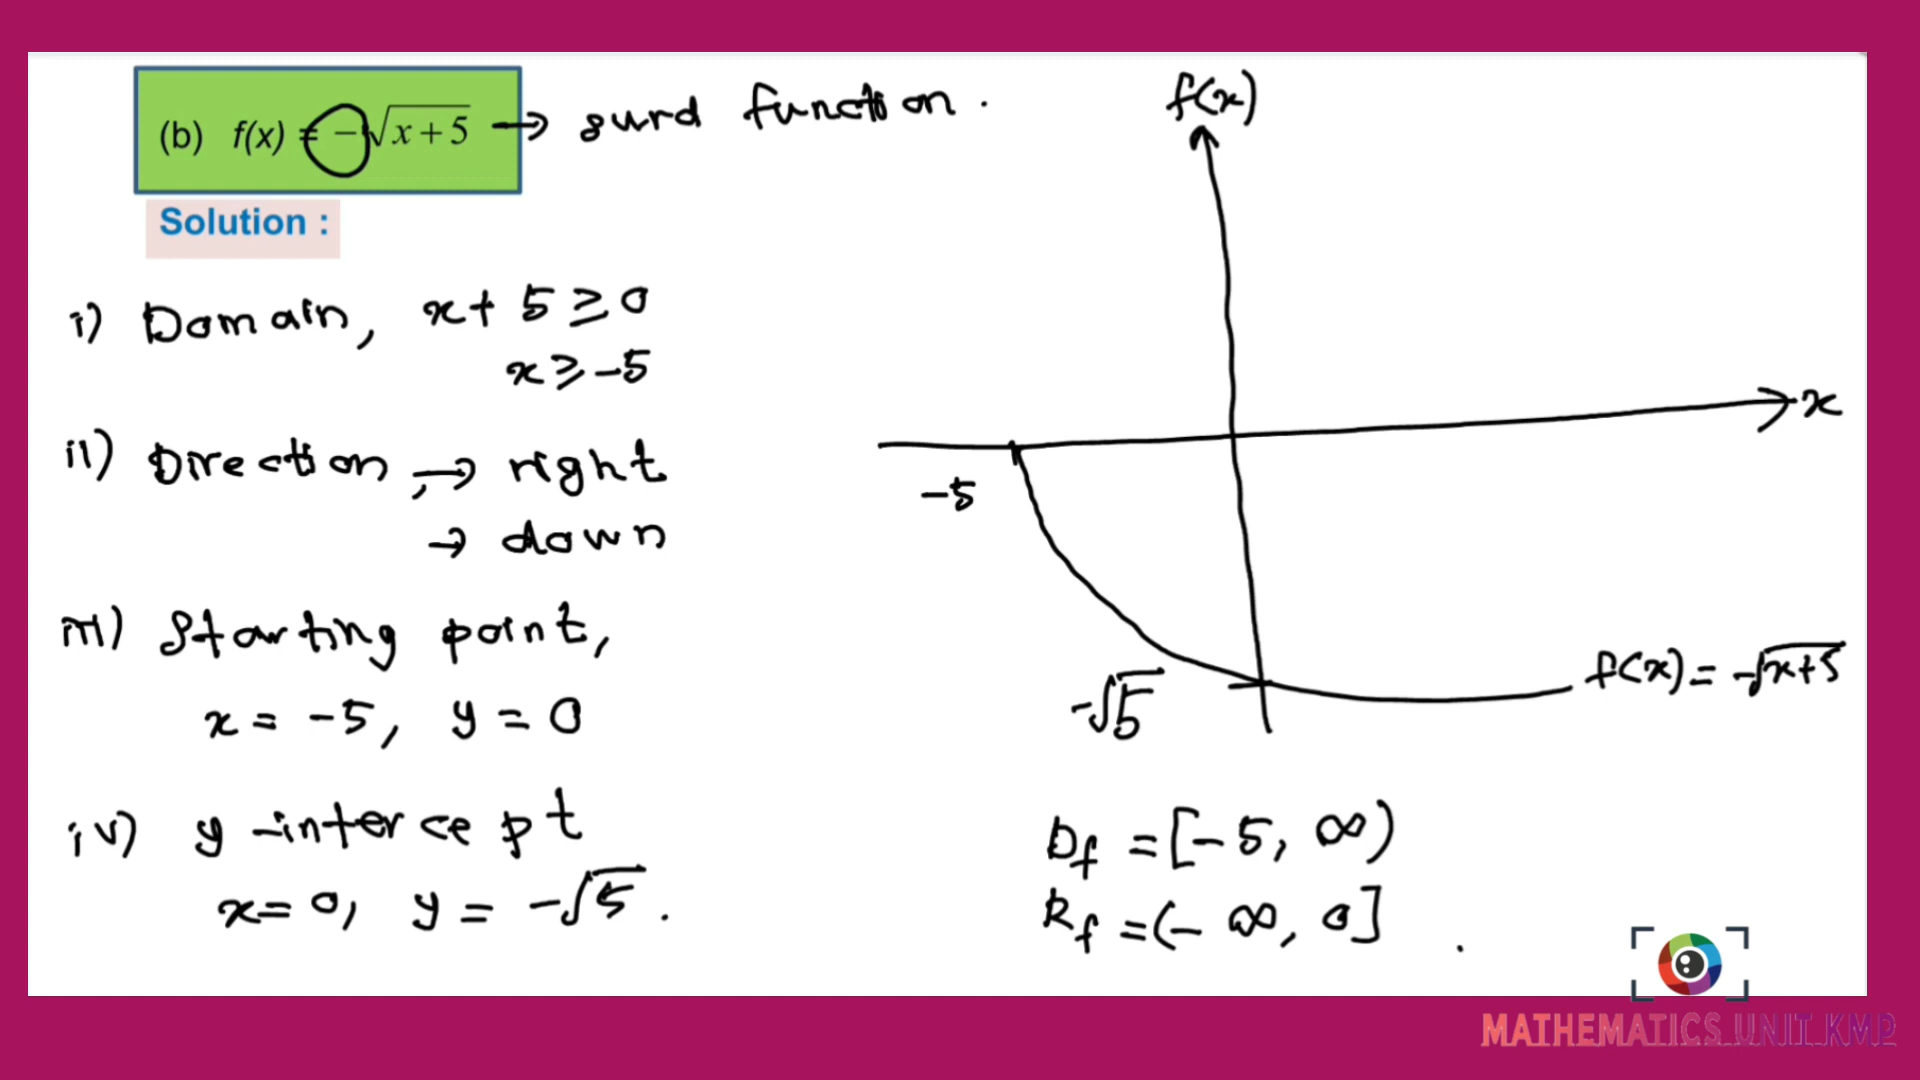 (b) f(x) = -√x+5 → surd function.
Solution :
i) Domain, x + 5 ≥ 0
x ≥ -5
ii) Direction, → right
→ down
iii) Starting point,
x = -5, y = 0
iv) y-intercept
x = 0, y = -√5.
f(x)
x
-5
-√5
f(x) = -√x+5
Df = [-5, ∞)
Rf = (-∞, 0]
.
MATHEMATICS UNIT KMP